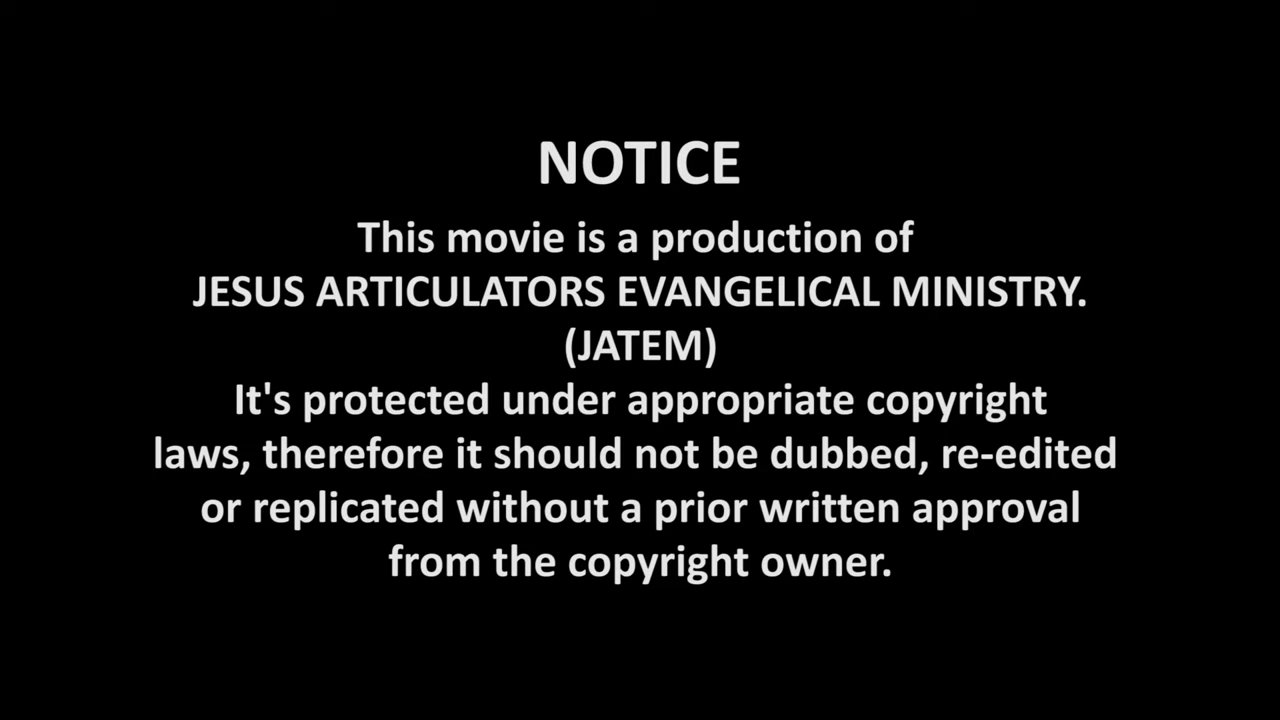 NOTICE
This movie is a production of
JESUS ARTICULATORS EVANGELICAL MINISTRY.
(JATEM)
It's protected under appropriate copyright
laws, therefore it should not be dubbed, re-edited
or replicated without a prior written approval
from the copyright owner.